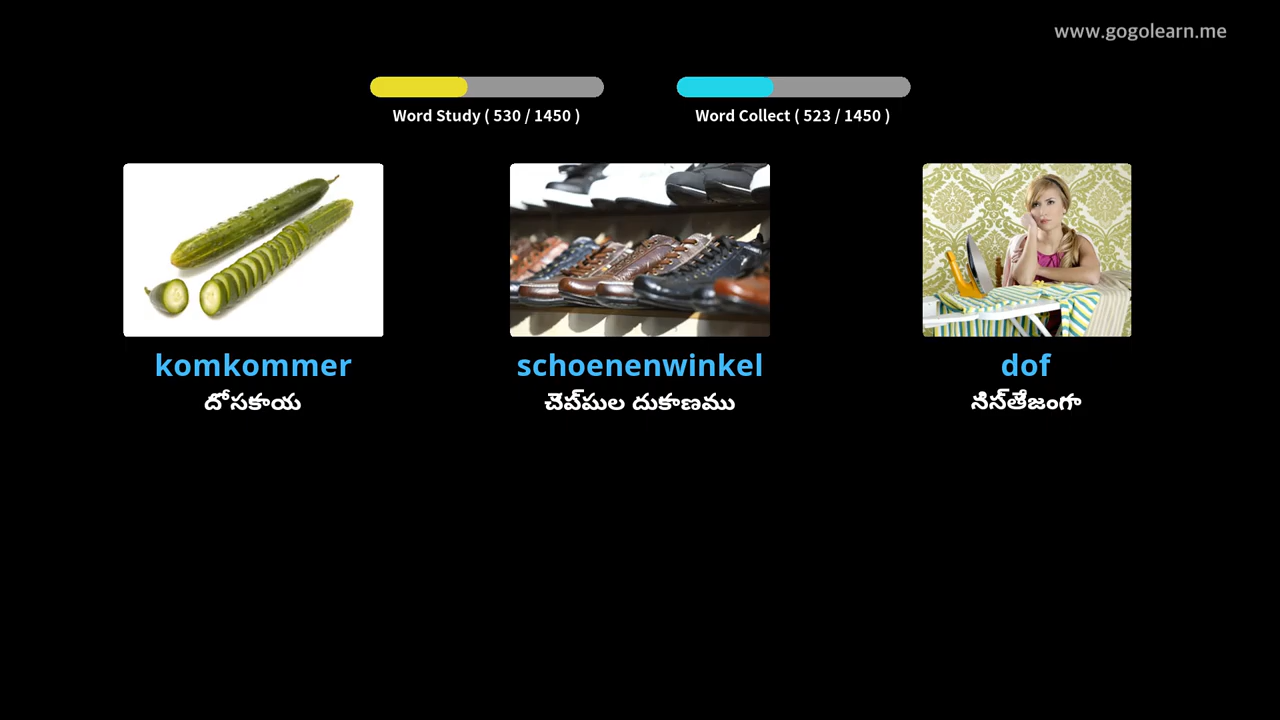 www.gogolearn.me
Word Study ( 530 / 1450 )
Word Collect ( 523 / 1450 )
komkommer
schoenenwinkel
dof
దోసకాయ
చెప్పుల దుకాణము
నిస్తేజంగా